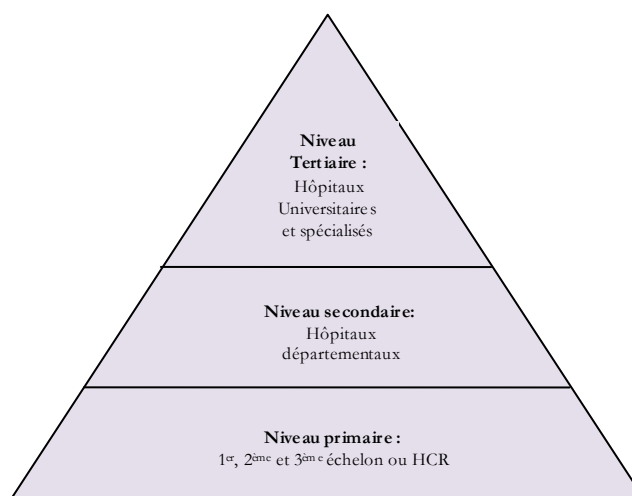 Niveau
Tertiaire :
Hôpitaux
Universitaires
et spécialisés
Niveau secondaire:
Hôpitaux
départementaux
Niveau primaire :
1er, 2ème et 3ème échelon ou HCR